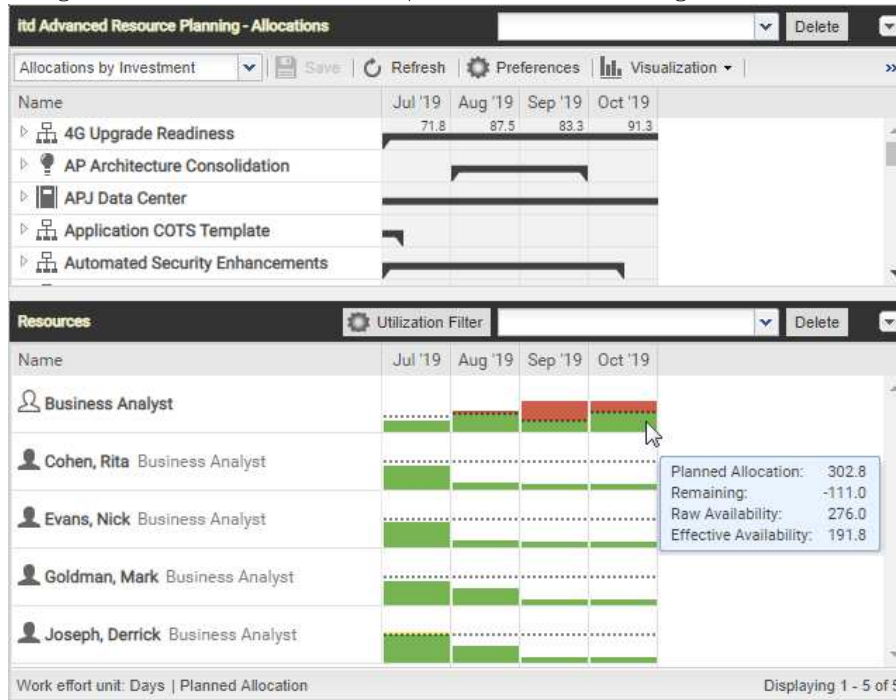 itd Advanced Resource Planning - Allocations Delete
Allocations by Investment Save Refresh Preferences Visualization »
Name Jul '19 Aug '19 Sep '19 Oct '19
4G Upgrade Readiness 71.8 87.5 83.3 91.3
AP Architecture Consolidation
APJ Data Center
Application COTS Template
Automated Security Enhancements
Resources Utilization Filter Delete
Name Jul '19 Aug '19 Sep '19 Oct '19
Business Analyst
Cohen, Rita Business Analyst
Planned Allocation: 302.8
Remaining: -111.0
Raw Availability: 276.0
Effective Availability: 191.8
Evans, Nick Business Analyst
Goldman, Mark Business Analyst
Joseph, Derrick Business Analyst
Work effort unit: Days | Planned Allocation Displaying 1 - 5 of 5